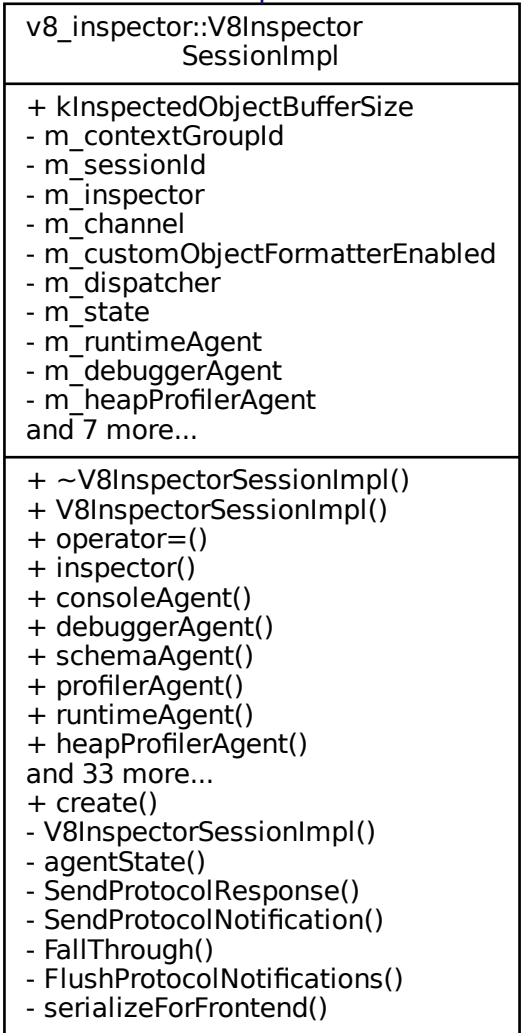 v8_inspector::V8Inspector
SessionImpl
+ kInspectedObjectBufferSize
- m_contextGroupId
- m_sessionId
- m_inspector
- m_channel
- m_customObjectFormatterEnabled
- m_dispatcher
- m_state
- m_runtimeAgent
- m_debuggerAgent
- m_heapProfilerAgent
and 7 more...
+ ~V8InspectorSessionImpl()
+ V8InspectorSessionImpl()
+ operator=()
+ inspector()
+ consoleAgent()
+ debuggerAgent()
+ schemaAgent()
+ profilerAgent()
+ runtimeAgent()
+ heapProfilerAgent()
and 33 more...
+ create()
- V8InspectorSessionImpl()
- agentState()
- SendProtocolResponse()
- SendProtocolNotification()
- FallThrough()
- FlushProtocolNotifications()
- serializeForFrontend()